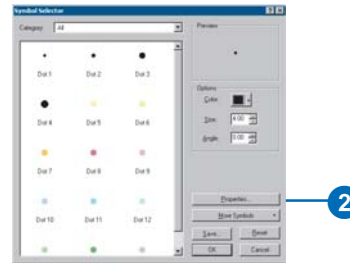 Symbol Selector
Category: All
Preview
Dot 1 Dot 2 Dot 3
Options
Color:
Dot 4 Dot 5 Dot 6
Size: 4.00
Angle: 0.00
Dot 7 Dot 8 Dot 9
Properties...
2
More Symbols
Dot 10 Dot 11 Dot 12
Save... Reset
OK Cancel